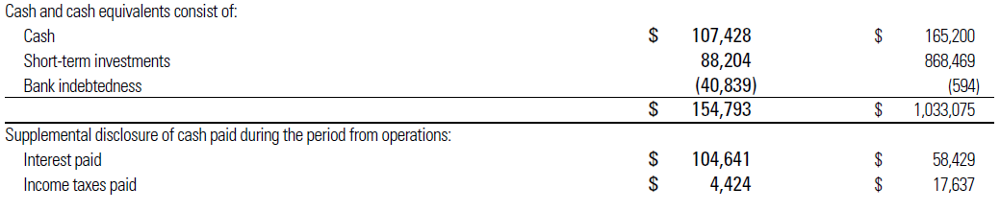 Cash and cash equivalents consist of:
Cash $ 107,428 $ 165,200
Short-term investments 88,204 868,469
Bank indebtedness (40,839) (594)
$ 154,793 $ 1,033,075
Supplemental disclosure of cash paid during the period from operations:
Interest paid $ 104,641 $ 58,429
Income taxes paid $ 4,424 $ 17,637